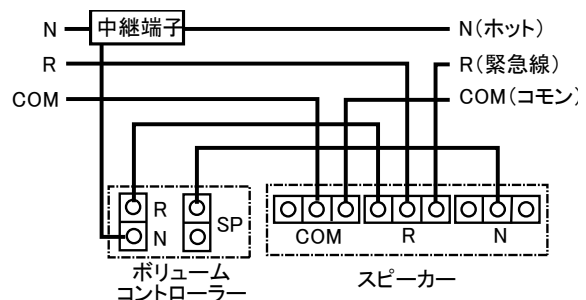 N
中継端子
N(ホット)
R
R(緊急線)
COM
COM(コモン)
R
N
SP
COM
R
N
ボリューム
コントローラー
スピーカー